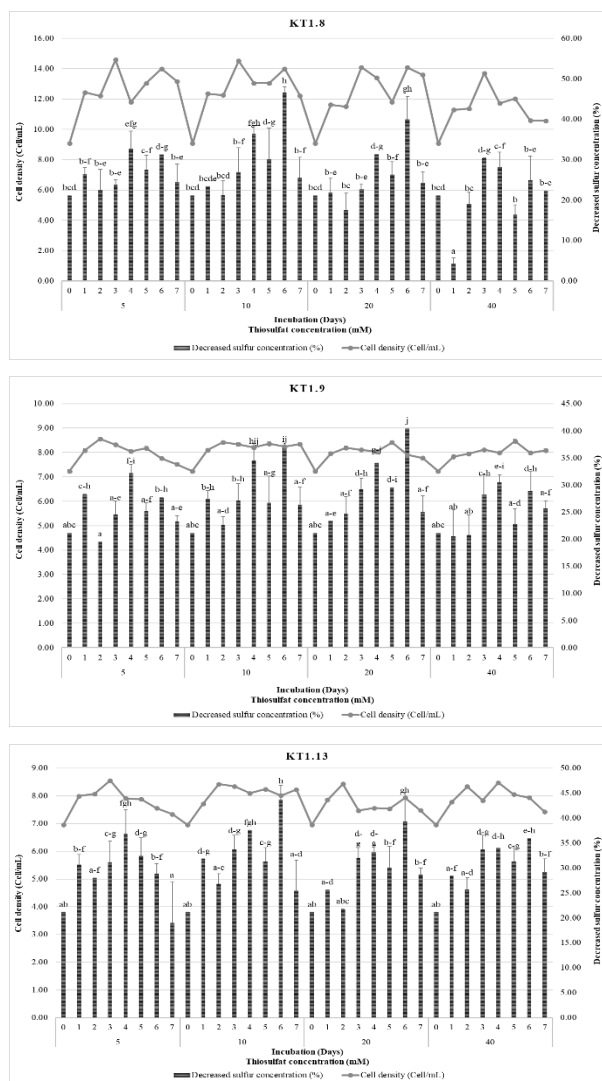 KT1.8
Cell density (Cell/mL)
16.00
14.00
12.00
10.00
8.00
6.00
4.00
2.00
0.00
bcd b-f b-e b-e efg c-f d-g b-e bcd bcde bcd c-f fgh d-g h c-f bcd b-e bc b-e d-g c-f gh b-e bcd a bc d-g c-f b c-f b-e
60.00
50.00
40.00
30.00
20.00
10.00
0.00
Decreased sulfur concentration (%)
0 1 2 3 4 5 6 7 0 1 2 3 4 5 6 7 0 1 2 3 4 5 6 7 0 1 2 3 4 5 6 7
5 10 20 40
Incubation (Days)
Thiosulfat concentration (mM)
Decreased sulfur concentration (%) Cell density (Cell/mL)
KT1.9
Cell density (Cell/mL)
10.00
9.00
8.00
7.00
6.00
5.00
4.00
3.00
2.00
1.00
0.00
abc c-h a a-e f-i a-f b-h a-e abc b-h a-d b-h hij a-g ij a-f abc a-e a-f d-h g-j d-i j a-f abc ab ab c-h e-i a-d d-h a-f
45.00
40.00
35.00
30.00
25.00
20.00
15.00
10.00
5.00
0.00
Decreased sulfur concentration (%)
0 1 2 3 4 5 6 7 0 1 2 3 4 5 6 7 0 1 2 3 4 5 6 7 0 1 2 3 4 5 6 7
5 10 20 40
Incubation (Days)
Thiosulfat concentration (mM)
Decreased sulfur concentration (%) Cell density (Cell/mL)
KT1.13
Cell density (Cell/mL)
9.00
8.00
7.00
6.00
5.00
4.00
3.00
2.00
1.00
0.00
ab b-f a-f c-g fgh d-g b-f a ab d-g a-e d-g fgh c-g h a-d ab a-f abc d-g d-g b-f gh b-f ab a-f a-d d-g d-h c-g e-h b-f
50.00
45.00
40.00
35.00
30.00
25.00
20.00
15.00
10.00
5.00
0.00
Decreased sulfur concentration (%)
0 1 2 3 4 5 6 7 0 1 2 3 4 5 6 7 0 1 2 3 4 5 6 7 0 1 2 3 4 5 6 7
5 10 20 40
Incubation (Days)
Thiosulfat concentration (mM)
Decreased sulfur concentration (%) Cell density (Cell/mL)